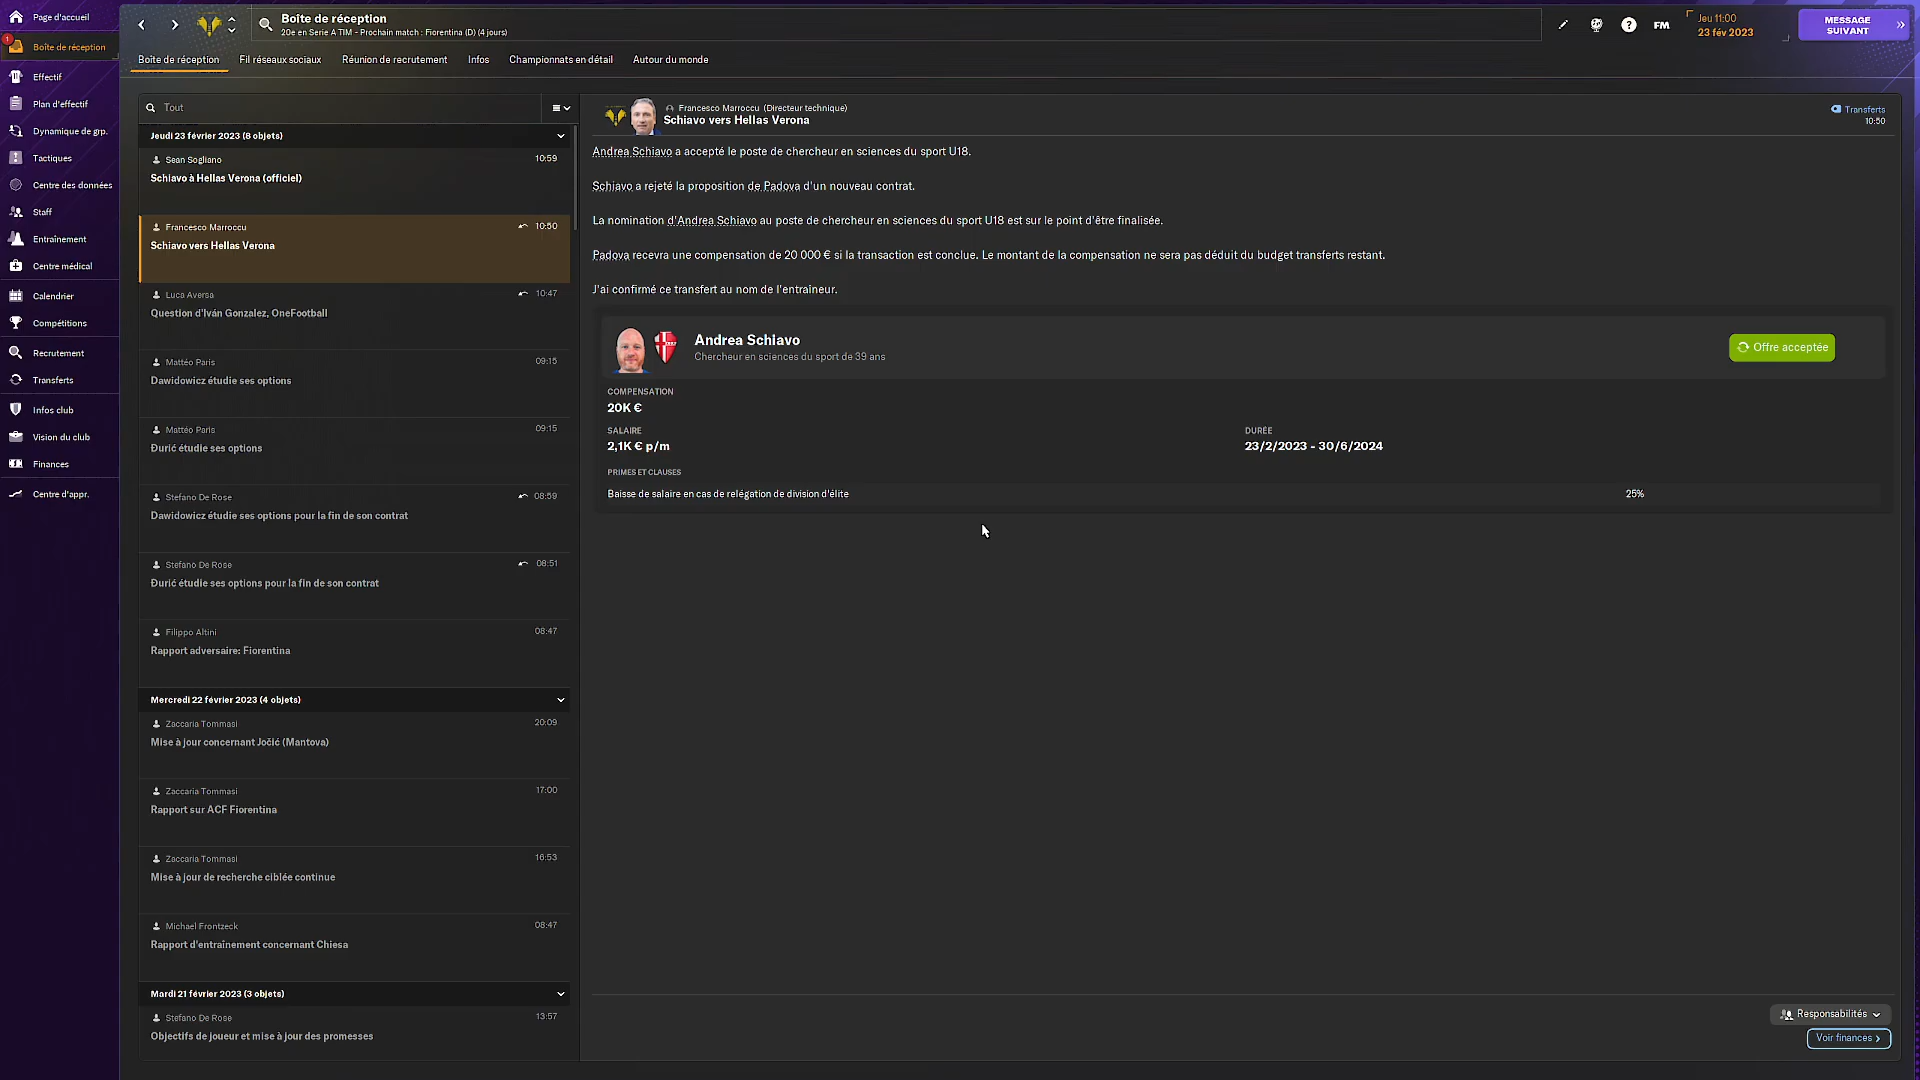 Page d'accueil
Boîte de réception
1
Effectif
Plan d'effectif
Dynamique de grp.
Tactiques
Centre des données
Staff
Entraînement
Centre médical
Calendrier
Compétitions
Recrutement
Transferts
Infos club
Vision du club
Finances
Centre d'appr.
Boîte de réception
20e en Serie A TIM - Prochain match : Fiorentina (D) (4 jours)
FM
Jeu 11:00
23 fév 2023
MESSAGE
SUIVANT
Boîte de réception
Fil réseaux sociaux
Réunion de recrutement
Infos
Championnats en détail
Autour du monde
Tout
Jeudi 23 février 2023 (8 objets)
Sean Sogliano 10:59
Schiavo à Hellas Verona (officiel)
Francesco Marroccu 10:50
Schiavo vers Hellas Verona
Luca Aversa 10:47
Question d'Iván Gonzalez, OneFootball
Mattéo Paris 09:15
Dawidowicz étudie ses options
Mattéo Paris 09:15
Đurić étudie ses options
Stefano De Rose 08:59
Dawidowicz étudie ses options pour la fin de son contrat
Stefano De Rose 08:51
Đurić étudie ses options pour la fin de son contrat
Filippo Altini 08:47
Rapport adversaire: Fiorentina
Mercredi 22 février 2023 (4 objets)
Zaccaria Tommasi 20:09
Mise à jour concernant Jočić (Mantova)
Zaccaria Tommasi 17:00
Rapport sur ACF Fiorentina
Zaccaria Tommasi 16:53
Mise à jour de recherche ciblée continue
Michael Frontzeck 08:47
Rapport d'entraînement concernant Chiesa
Mardi 21 février 2023 (3 objets)
Stefano De Rose 13:57
Objectifs de joueur et mise à jour des promesses
Francesco Marroccu (Directeur technique)
Schiavo vers Hellas Verona
Transferts
10:50
Andrea Schiavo a accepté le poste de chercheur en sciences du sport U18.
Schiavo a rejeté la proposition de Padova d'un nouveau contrat.
La nomination d'Andrea Schiavo au poste de chercheur en sciences du sport U18 est sur le point d'être finalisée.
Padova recevra une compensation de 20 000 € si la transaction est conclue. Le montant de la compensation ne sera pas déduit du budget transferts restant.
J'ai confirmé ce transfert au nom de l'entraîneur.
Andrea Schiavo
Chercheur en sciences du sport de 39 ans
Offre acceptée
COMPENSATION
20K €
SALAIRE
2,1K € p/m
DURÉE
23/2/2023 - 30/6/2024
PRIMES ET CLAUSES
Baisse de salaire en cas de relégation de division d'élite 25%
Responsabilités
Voir finances